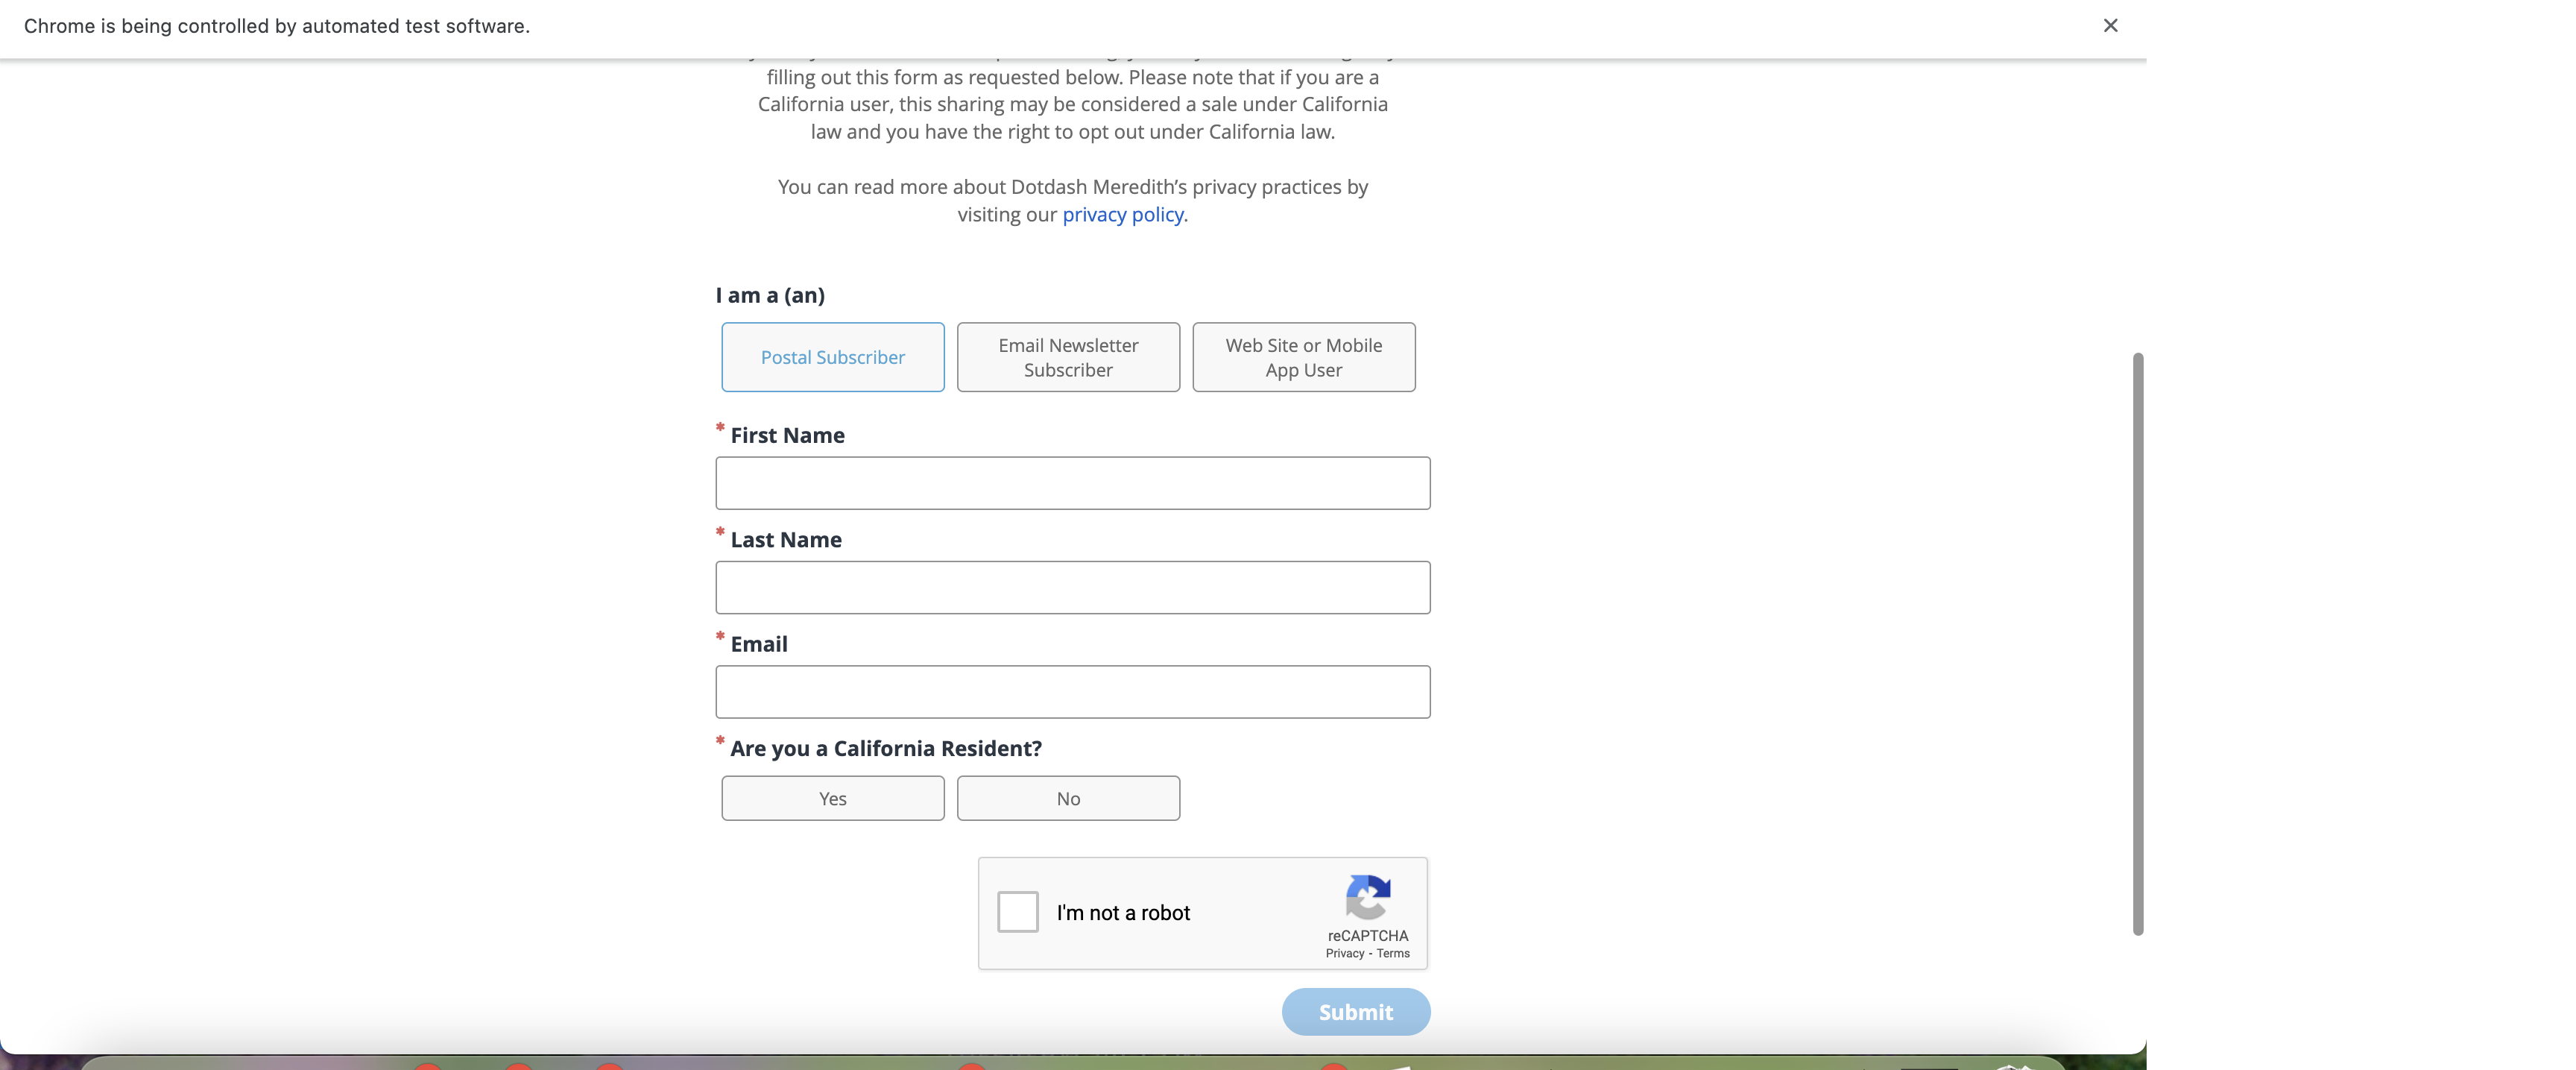 Chrome is being controlled by automated test software.
filling out this form as requested below. Please note that if you are a
California user, this sharing may be considered a sale under California
law and you have the right to opt out under California law.
You can read more about Dotdash Meredith’s privacy practices by
visiting our privacy policy.
I am a (an)
Postal Subscriber
Email Newsletter
Subscriber
Web Site or Mobile
App User
* First Name
* Last Name
* Email
* Are you a California Resident?
Yes
No
I'm not a robot
reCAPTCHA
Privacy - Terms
Submit